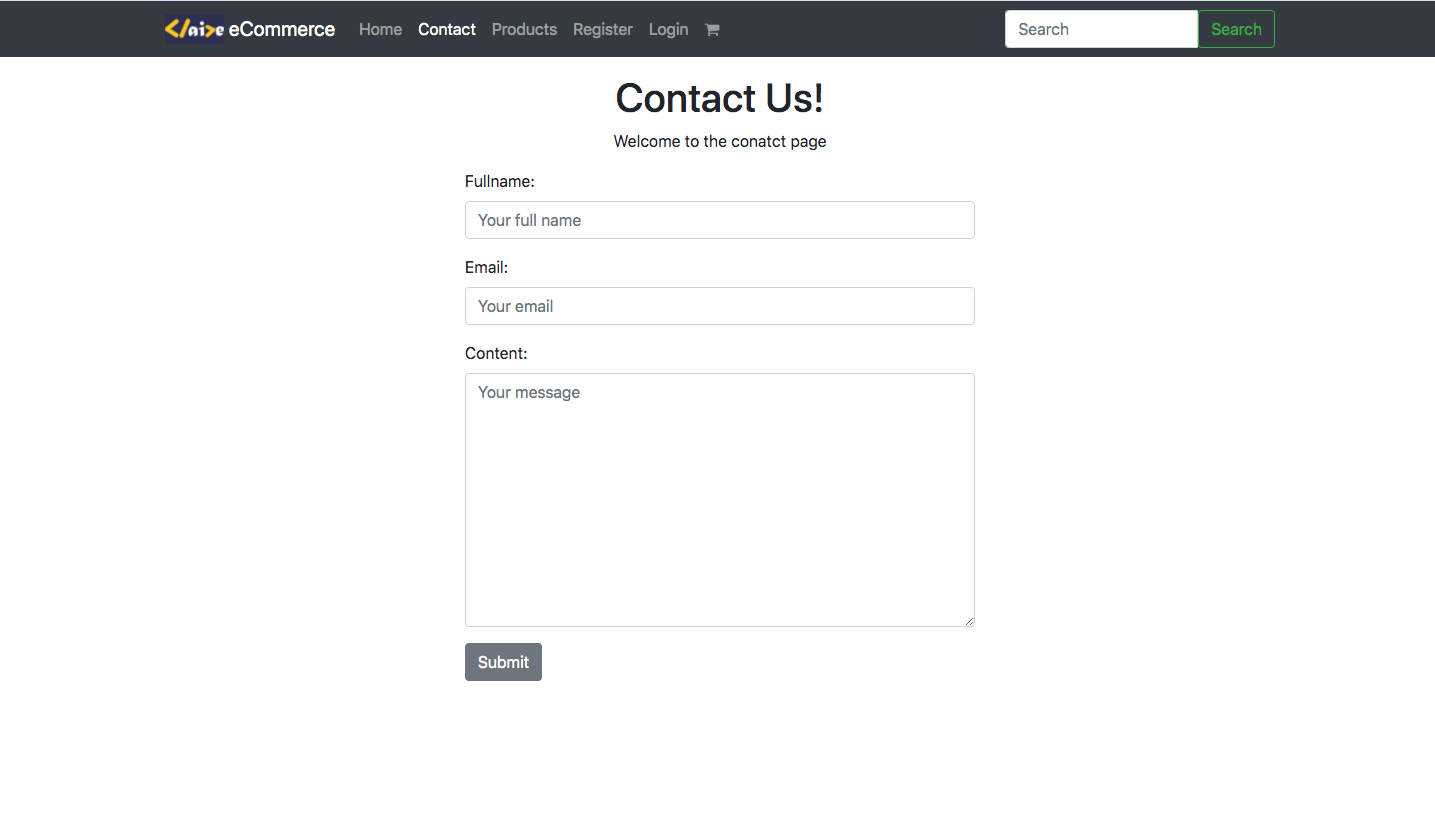 </aize eCommerce Home Contact Products Register Login Search Search
Contact Us!
Welcome to the conatct page
Fullname:
Your full name
Email:
Your email
Content:
Your message
Submit